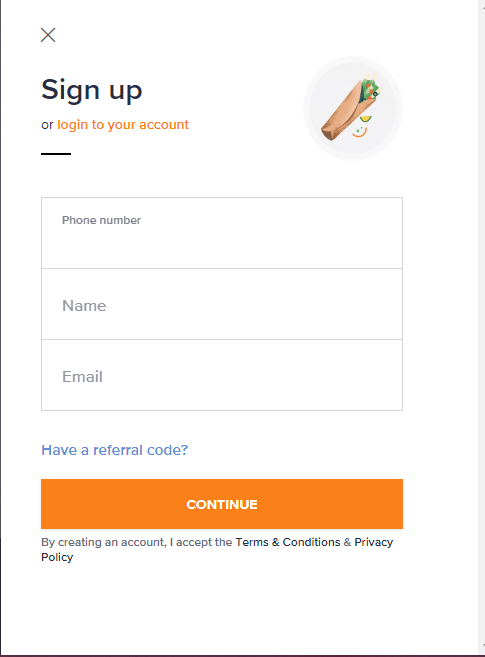 Sign up
or login to your account
Phone number
Name
Email
Have a referral code?
CONTINUE
By creating an account, I accept the Terms & Conditions & Privacy
Policy